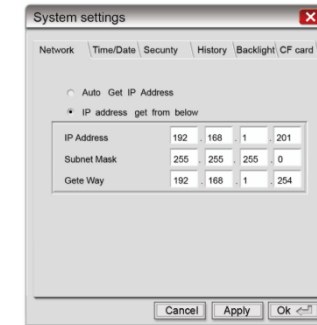 System settings
Network Time/Date Security History Backlight CF card
Auto Get IP Address
IP address get from below
IP Address 192 . 168 . 1 . 201
Subnet Mask 255 . 255 . 255 . 0
Gete Way 192 . 168 . 1 . 254
Cancel Apply Ok